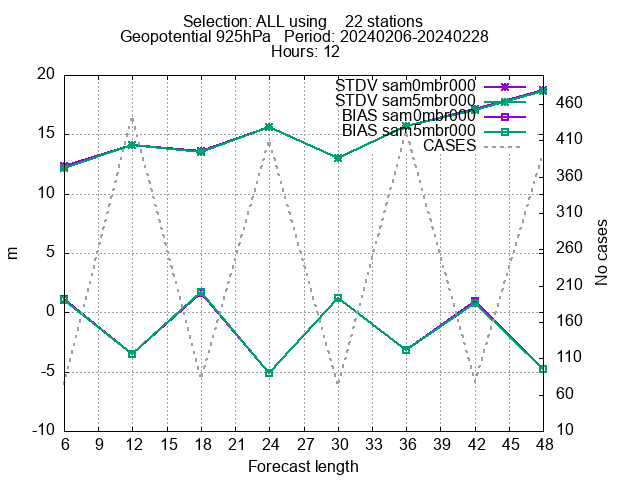 Selection: ALL using    22 stations
Geopotential 925hPa   Period: 20240206-20240228
Hours: 12
STDV sam0mbr000
STDV sam5mbr000
BIAS sam0mbr000
BIAS sam5mbr000
CASES
20
15
10
5
0
-5
-10
m
460
410
360
310
260
210
160
110
60
10
No cases
6 9 12 15 18 21 24 27 30 33 36 39 42 45 48
Forecast length